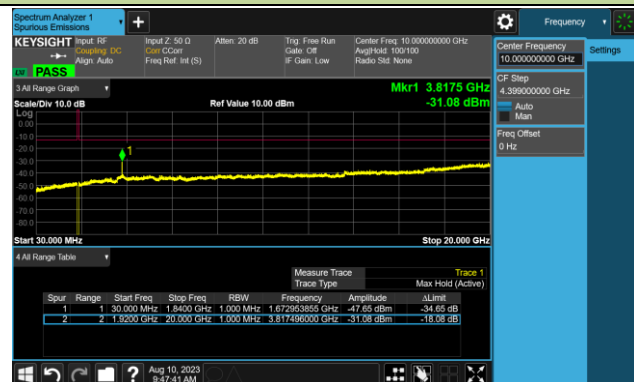 Spectrum Analyzer 1
Spurious Emissions
Frequency
KEYSIGHT
Input: RF
Coupling: DC
Align: Auto
Input Z: 50 Ω
Corr CCorr
Freq Ref: Int (S)
Atten: 20 dB
Trig: Free Run
Gate: Off
IF Gain: Low
Center Freq: 10.000000000 GHz
Avg|Hold: 100/100
Radio Std: None
PASS
3 All Range Graph
Mkr1 3.8175 GHz
Scale/Div 10.0 dB
Ref Value 10.00 dBm
-31.08 dBm
Log
0.00
-10.0
-20.0
-30.0
-40.0
-50.0
-60.0
-70.0
-80.0
1
Start 30.000 MHz
Stop 20.000 GHz
4 All Range Table
Measure Trace Trace 1
Trace Type Max Hold (Active)
Spur Range Start Freq Stop Freq RBW Frequency Amplitude ΔLimit
1 1 30.000 MHz 1.8400 GHz 1.000 MHz 1.672953855 GHz -47.65 dBm -34.65 dB
2 2 1.9200 GHz 20.000 GHz 1.000 MHz 3.817496000 GHz -31.08 dBm -18.08 dB
Center Frequency
10.000000000 GHz
Settings
CF Step
4.399000000 GHz
Auto
Man
Freq Offset
0 Hz
Aug 10, 2023
9:47:41 AM